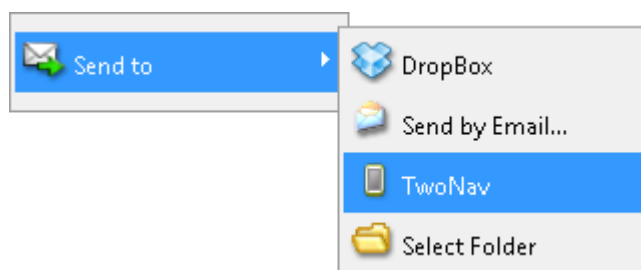 Send to
DropBox
Send by Email...
TwoNav
Select Folder